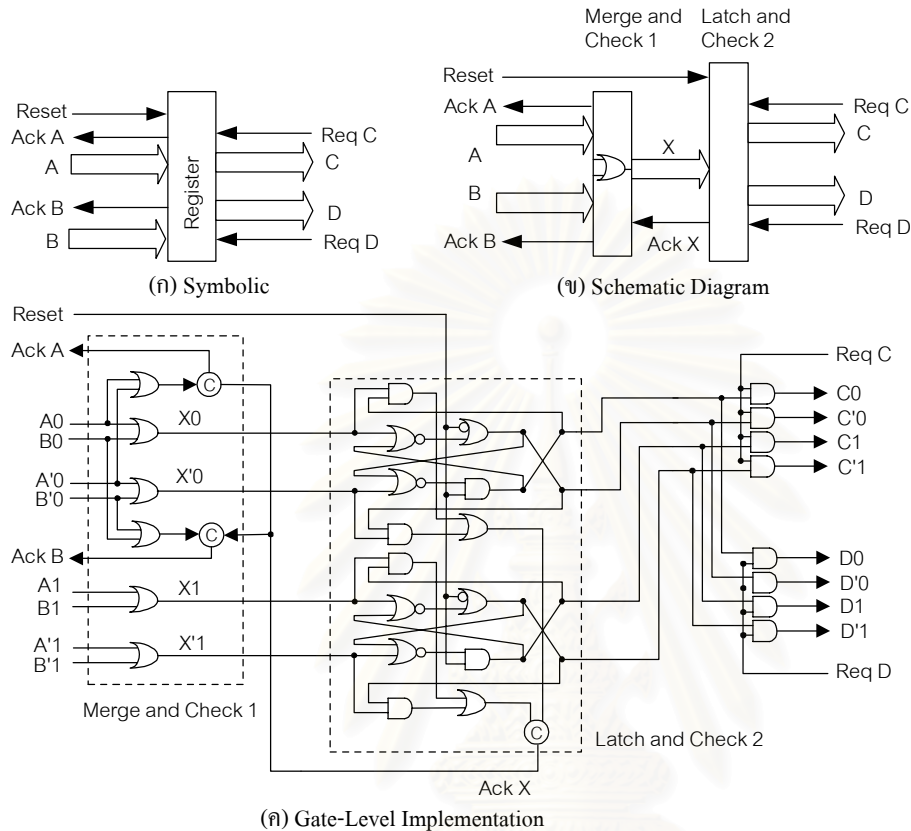 Reset
Ack A
A
Ack B
B
Register
Req C
C
D
Req D
(ก) Symbolic
Merge and
Check 1
Latch and
Check 2
Reset
Ack A
A
B
Ack B
X
Ack X
Req C
C
D
Req D
(ข) Schematic Diagram
Reset
Ack A
C
A0
B0
X0
A'0
B'0
X'0
C
Ack B
A1
B1
X1
A'1
B'1
X'1
Merge and Check 1
C
Latch and Check 2
Ack X
Req C
C0
C'0
C1
C'1
D0
D'0
D1
D'1
Req D
(ค) Gate-Level Implementation